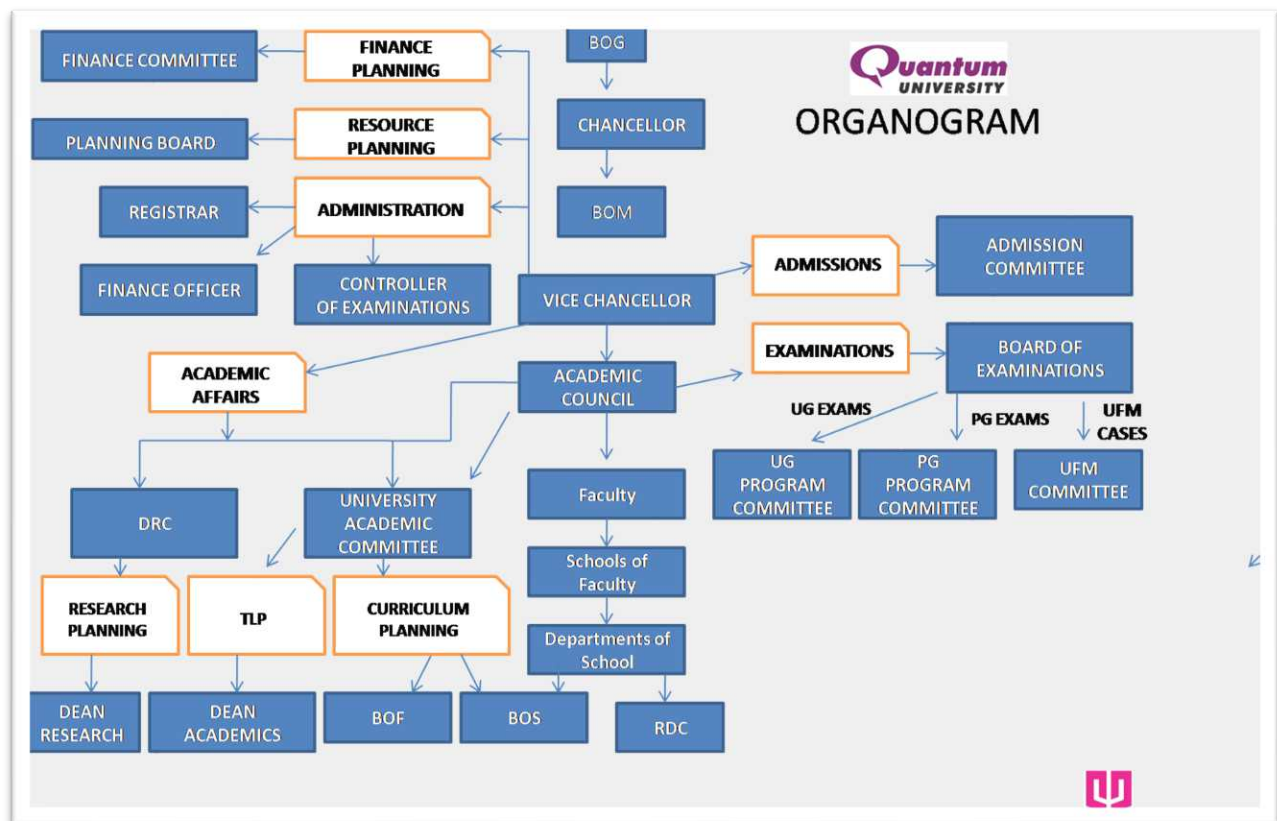 Quantum
UNIVERSITY
ORGANOGRAM
FINANCE COMMITTEE
FINANCE
PLANNING
BOG
PLANNING BOARD
RESOURCE
PLANNING
CHANCELLOR
REGISTRAR
ADMINISTRATION
BOM
FINANCE OFFICER
CONTROLLER
OF EXAMINATIONS
VICE CHANCELLOR
ADMISSIONS
ADMISSION
COMMITTEE
ACADEMIC
AFFAIRS
ACADEMIC
COUNCIL
EXAMINATIONS
BOARD OF
EXAMINATIONS
UG EXAMS
PG EXAMS
UFM
CASES
UG
PROGRAM
COMMITTEE
PG
PROGRAM
COMMITTEE
UFM
COMMITTEE
DRC
UNIVERSITY
ACADEMIC
COMMITTEE
Faculty
Schools of
Faculty
RESEARCH
PLANNING
TLP
CURRICULUM
PLANNING
Departments of
School
DEAN
RESEARCH
DEAN
ACADEMICS
BOF
BOS
RDC